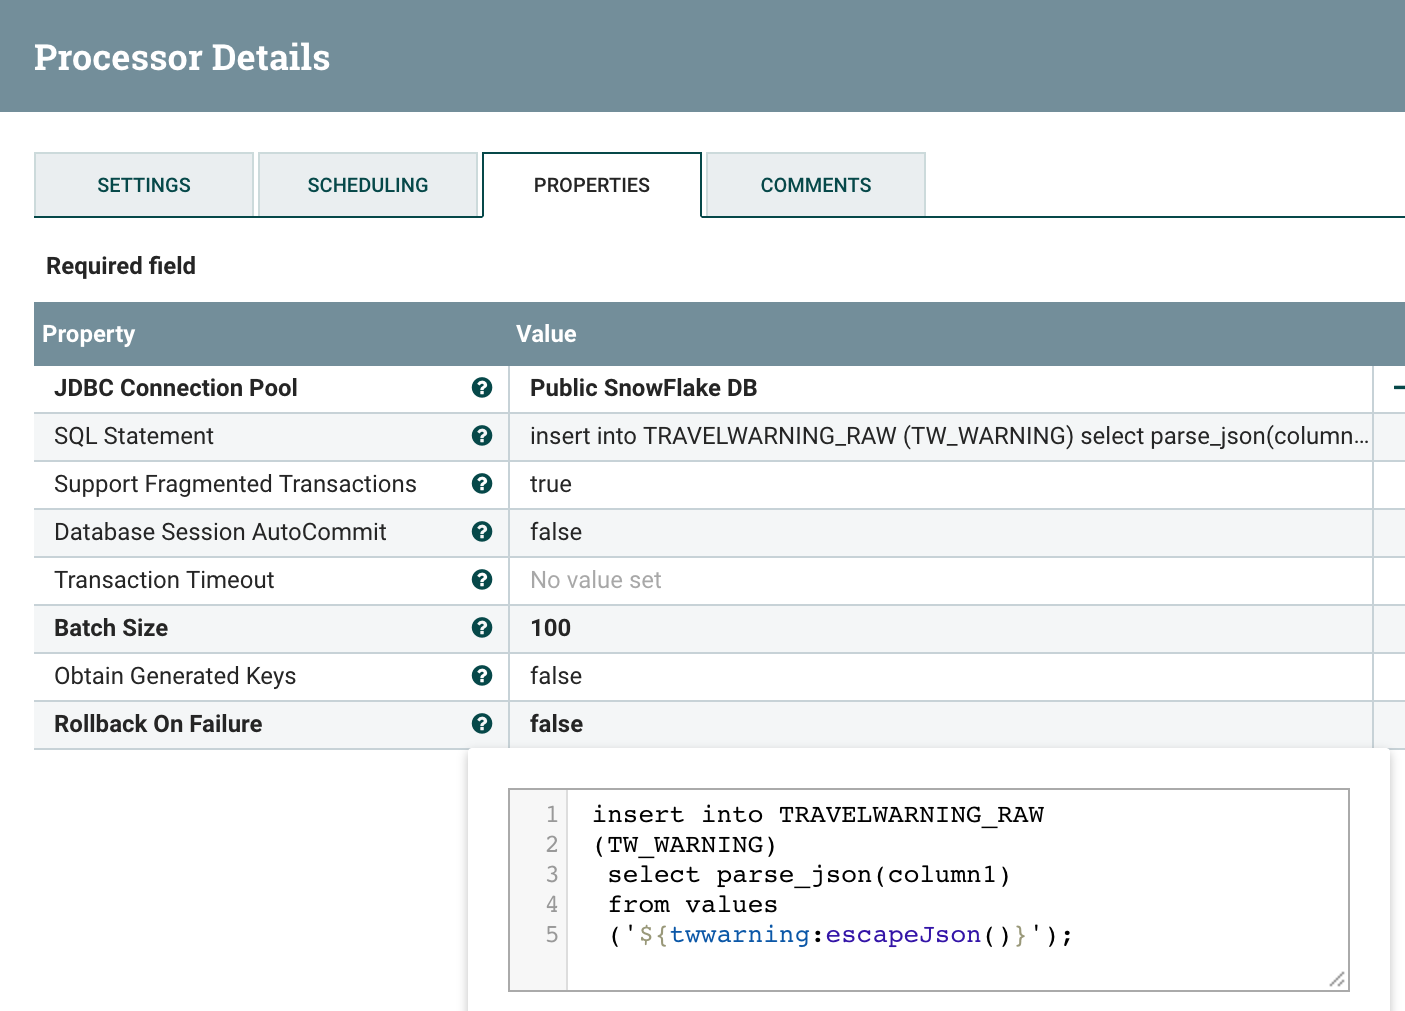 Processor Details
SETTINGS SCHEDULING PROPERTIES COMMENTS
Required field
Property Value
JDBC Connection Pool ? Public SnowFlake DB
SQL Statement ? insert into TRAVELWARNING_RAW (TW_WARNING) select parse_json(column...
Support Fragmented Transactions ? true
Database Session AutoCommit ? false
Transaction Timeout ? No value set
Batch Size ? 100
Obtain Generated Keys ? false
Rollback On Failure ? false
1 insert into TRAVELWARNING_RAW
2 (TW_WARNING)
3 select parse_json(column1)
4 from values
5 ('${twwarning:escapeJson()}');